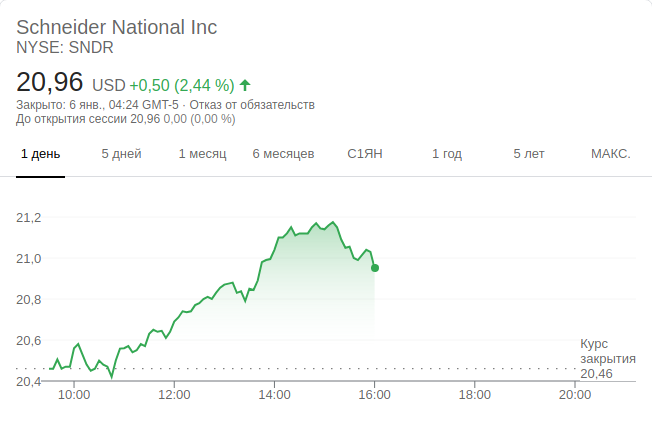 Schneider National Inc
NYSE: SNDR
20,96 USD +0,50 (2,44 %)
Закрыто: 6 янв., 04:24 GMT-5 · Отказ от обязательств
До открытия сессии 20,96 0,00 (0,00 %)
1 день 5 дней 1 месяц 6 месяцев С1ЯН 1 год 5 лет МАКС.
21,2
21,0
20,8
20,6
20,4
Курс
закрытия
20,46
10:00 12:00 14:00 16:00 18:00 20:00